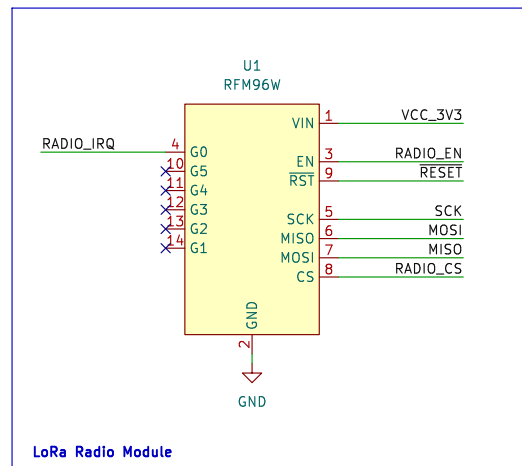 U1
RFM96W
VIN 1 VCC_3V3
RADIO_IRQ 4 G0
EN 3 RADIO_EN
10 G5
RST 9 RESET
11 G4
12 G3
SCK 5 SCK
13 G2
MISO 6 MOSI
14 G1
MOSI 7 MISO
CS 8 RADIO_CS
GND
2
GND
LoRa Radio Module